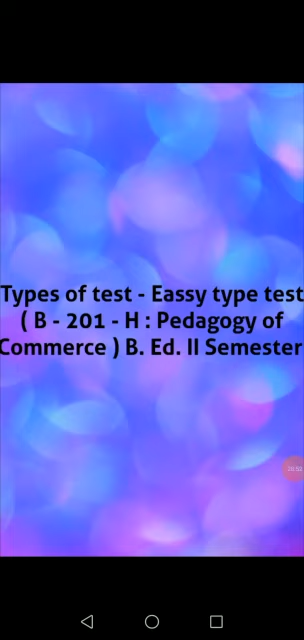 Types of test - Eassy type test
( B - 201 - H : Pedagogy of
Commerce ) B. Ed. II Semester